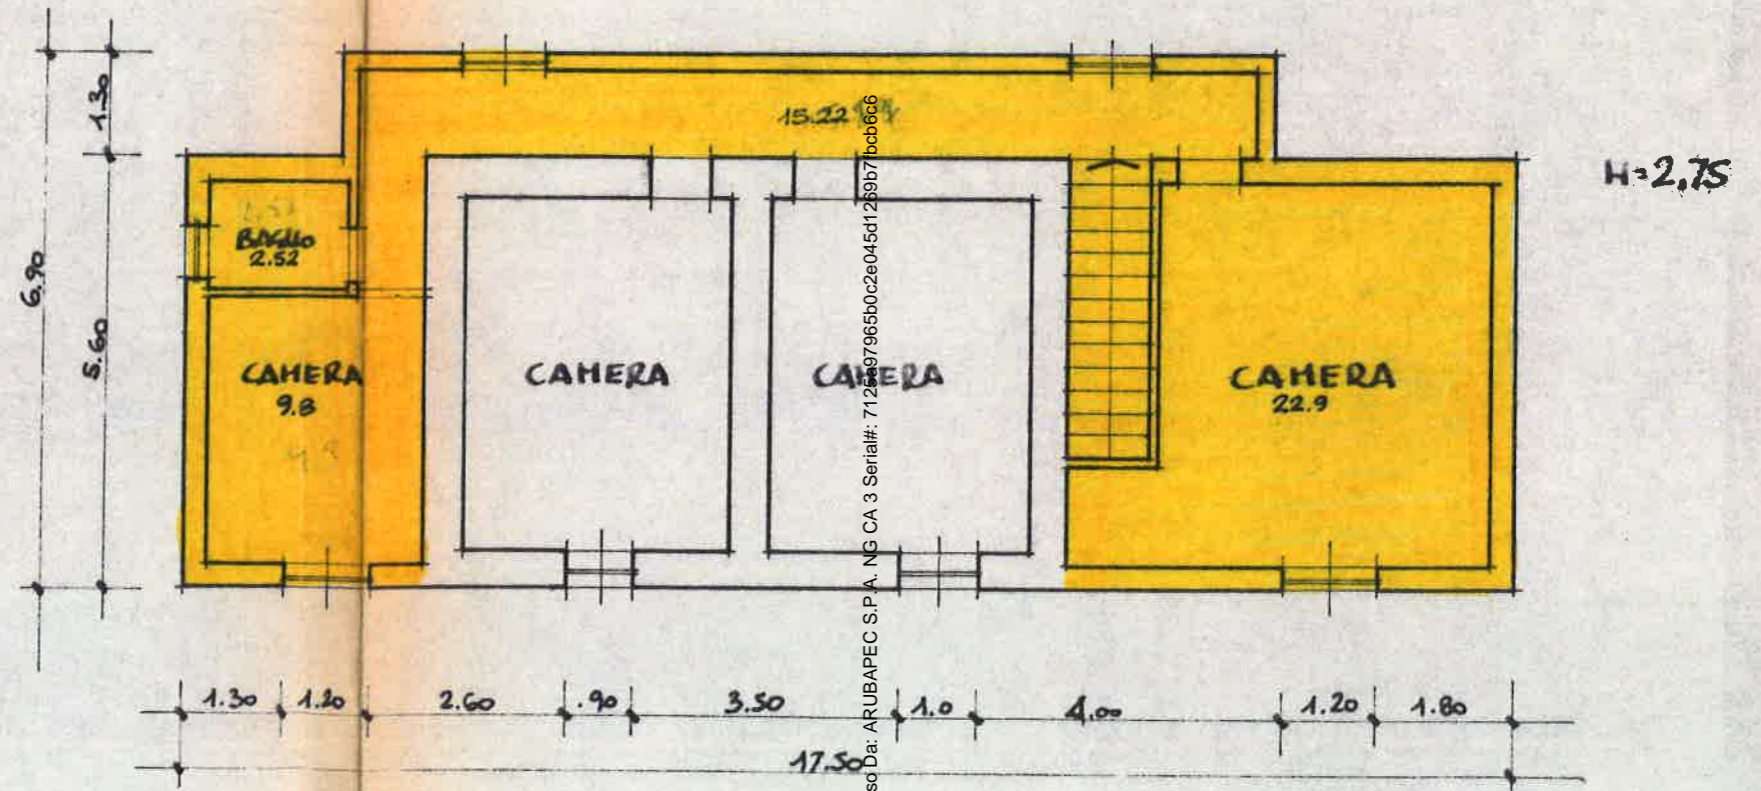 1.30
15.22
H=2,75
BAGNO
2.52
6.90
5.60
CAMERA
9.8
CAMERA
CAMERA
CAMERA
22.9
so Da: ARUBAPEC S.P.A. NG CA 3 Serial#: 7125a97965b0c2e045d1269b7fbcb6c6
1.30 1.20 2.60 .90 3.50 1.0 4.00 1.20 1.80
17.50